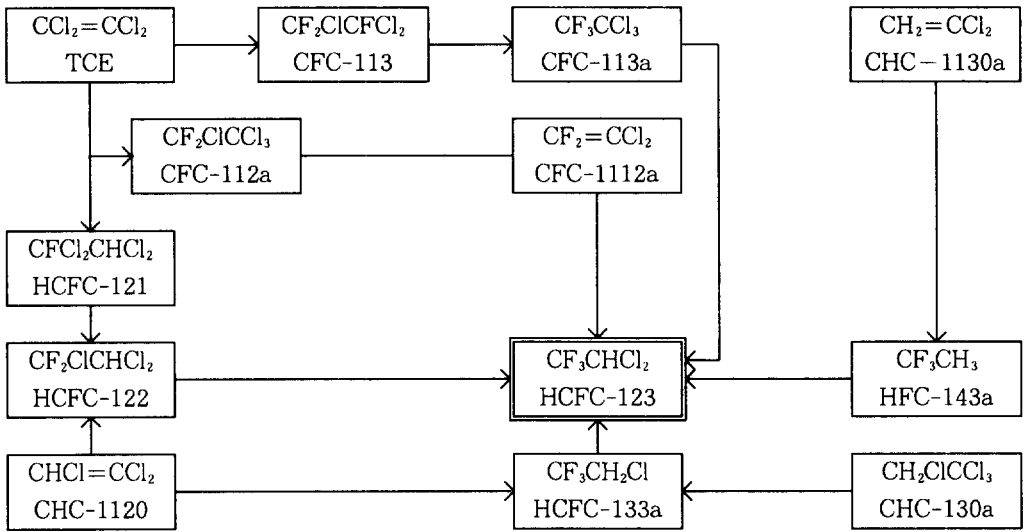 CCl₂=CCl₂
TCE
CF₂ClCFCl₂
CFC-113
CF₃CCl₃
CFC-113a
CH₂=CCl₂
CHC-1130a
CF₂ClCCl₃
CFC-112a
CF₂=CCl₂
CFC-1112a
CFCl₂CHCl₂
HCFC-121
CF₂ClCHCl₂
HCFC-122
CF₃CHCl₂
HCFC-123
CF₃CH₃
HFC-143a
CHCl=CCl₂
CHC-1120
CF₃CH₂Cl
HCFC-133a
CH₂ClCCl₃
CHC-130a